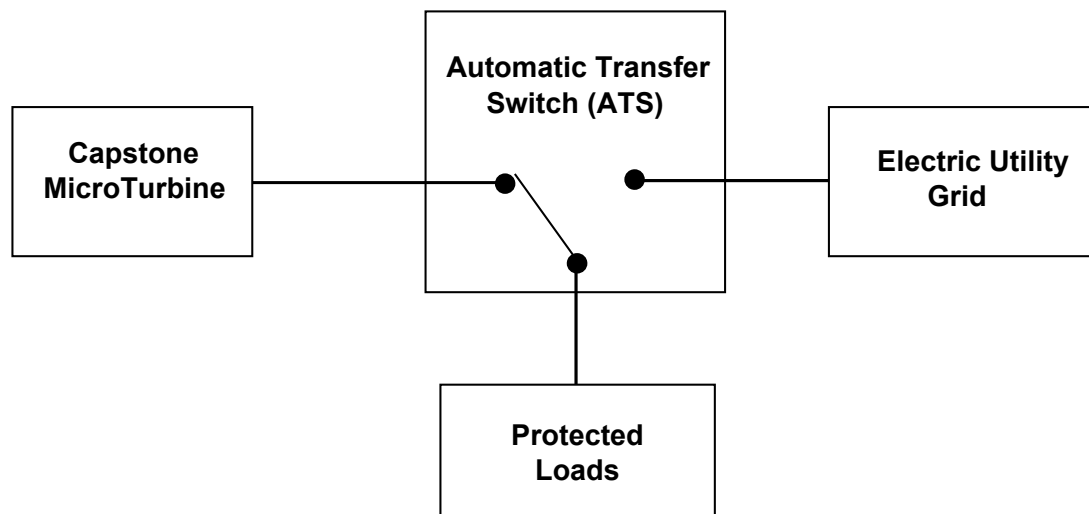 Automatic Transfer
Switch (ATS)
Capstone
MicroTurbine
Electric Utility
Grid
Protected
Loads